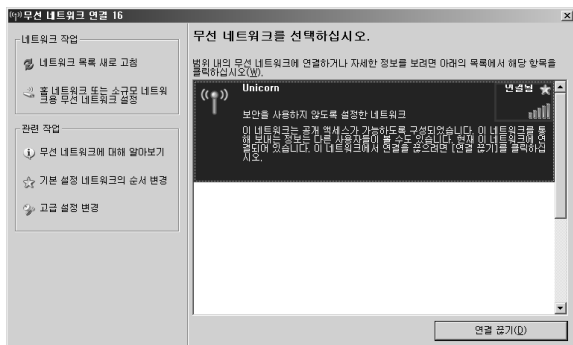 무선 네트워크 연결 16
네트워크 작업
네트워크 목록 새로 고침
홈 네트워크 또는 소규모 네트워
크용 무선 네트워크 설정
관련 작업
무선 네트워크에 대해 알아보기
기본 설정 네트워크의 순서 변경
고급 설정 변경
무선 네트워크를 선택하십시오.
범위 내의 무선 네트워크에 연결하거나 자세한 정보를 보려면 아래의 목록에서 해당 항목을
클릭하십시오(W).
Unicorn
연결됨
보안을 사용하지 않도록 설정한 네트워크
이 네트워크는 공개 액세스가 가능하도록 구성되었습니다. 이 네트워크를 통
해 보내는 정보는 다른 사용자들이 볼 수도 있습니다. 현재 이 네트워크에 연
결되어 있습니다. 이 네트워크에서 연결을 끊으려면 [연결 끊기]를 클릭하십
시오.
연결 끊기(D)